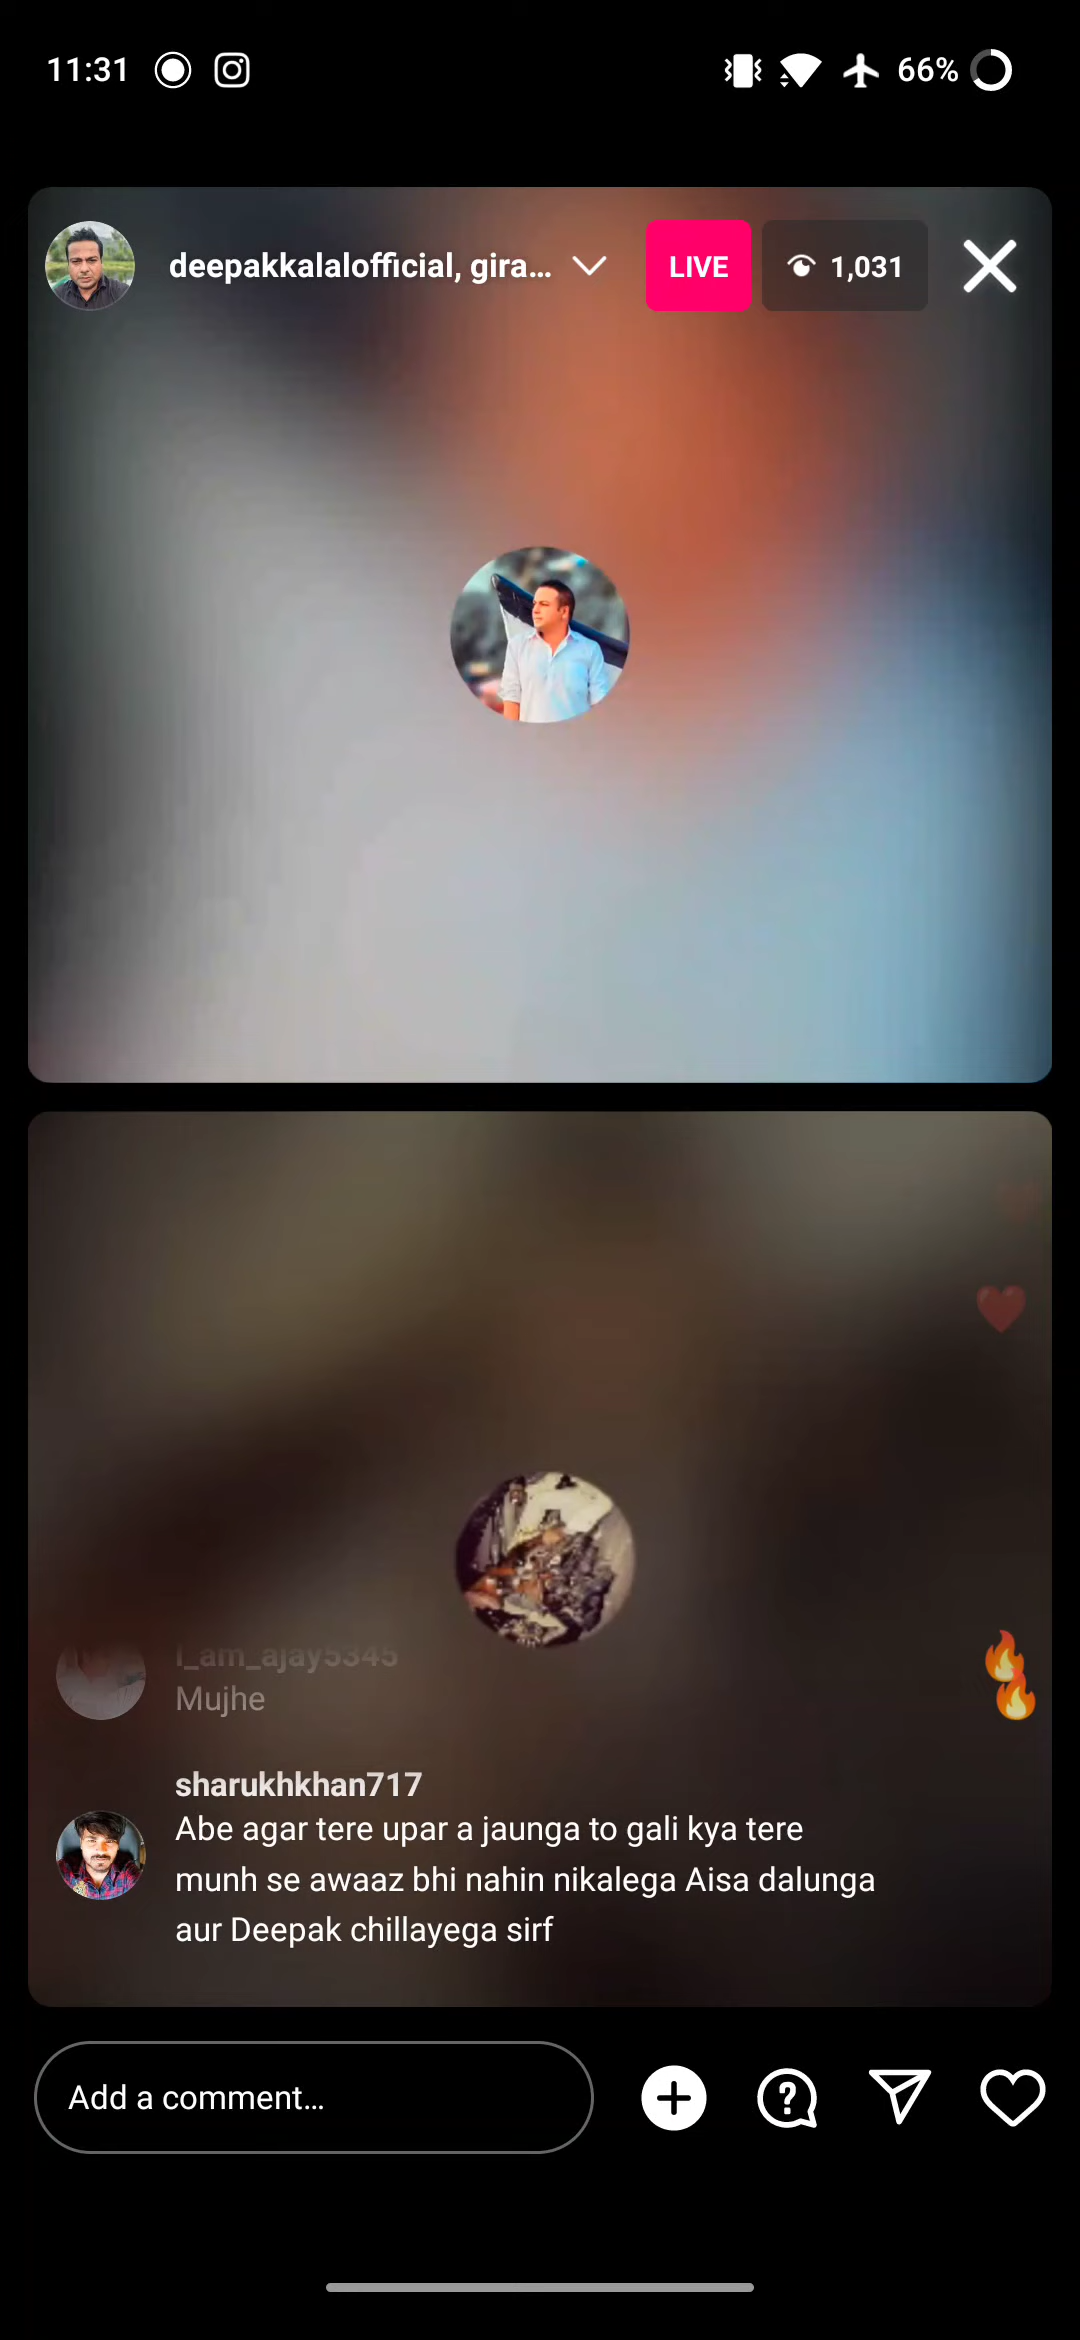 11:31
66%
deepakkalalofficial, gira...
LIVE
1,031
i_am_ajay5345
Mujhe
sharukhkhan717
Abe agar tere upar a jaunga to gali kya tere
munh se awaaz bhi nahin nikalega Aisa dalunga
aur Deepak chillayega sirf
Add a comment...